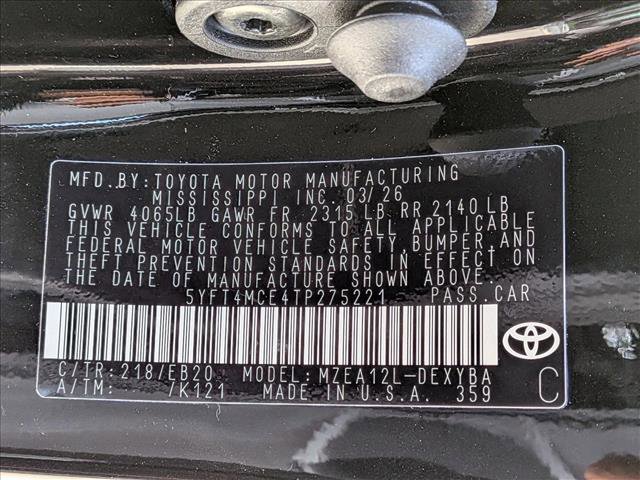 MFD. BY: TOYOTA MOTOR MANUFACTURING
MISSISSIPPI INC. 03/26
GVWR 4065LB GAWR FR 2315LB RR 2140LB
THIS VEHICLE CONFORMS TO ALL APPLICABLE
FEDERAL MOTOR VEHICLE SAFETY, BUMPER, AND
THEFT PREVENTION STANDARDS IN EFFECT ON
THE DATE OF MANUFACTURE SHOWN ABOVE.
5YFT4MCE4TP275221 PASS. CAR
C/TR: 218/EB20 MODEL: MZEA12L-DEXYBA
A/TM: /K121 MADE IN U.S.A. 359
C